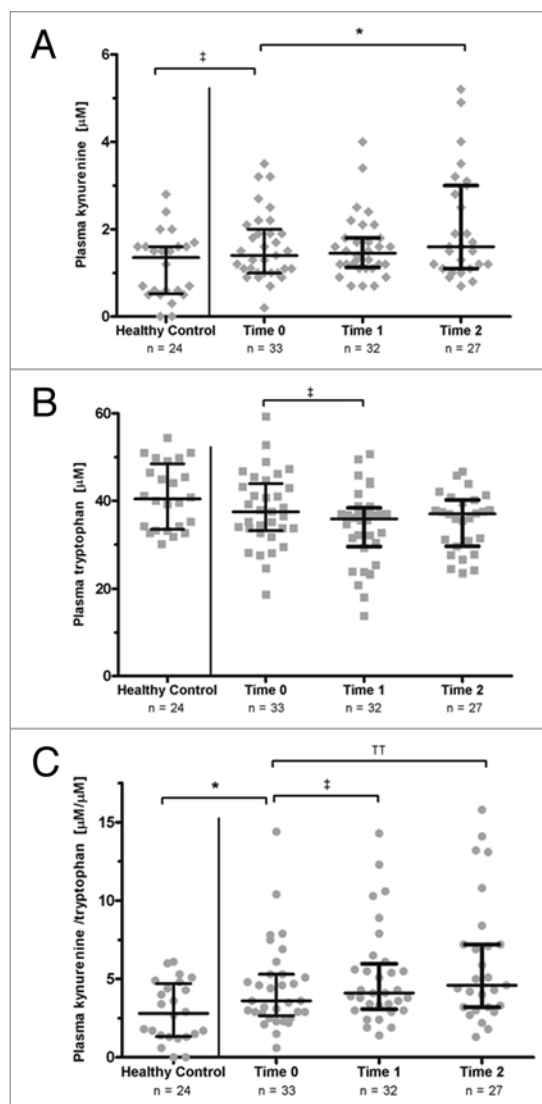 A
Plasma kynurenine [µM]
6
4
2
0
‡
*
Healthy Control Time 0 Time 1 Time 2
n = 24 n = 33 n = 32 n = 27
B
Plasma tryptophan [µM]
60
40
20
0
‡
Healthy Control Time 0 Time 1 Time 2
n = 24 n = 33 n = 32 n = 27
C
Plasma kynurenine /tryptophan [µM/µM]
15
10
5
0
TT
*
‡
Healthy Control Time 0 Time 1 Time 2
n = 24 n = 33 n = 32 n = 27